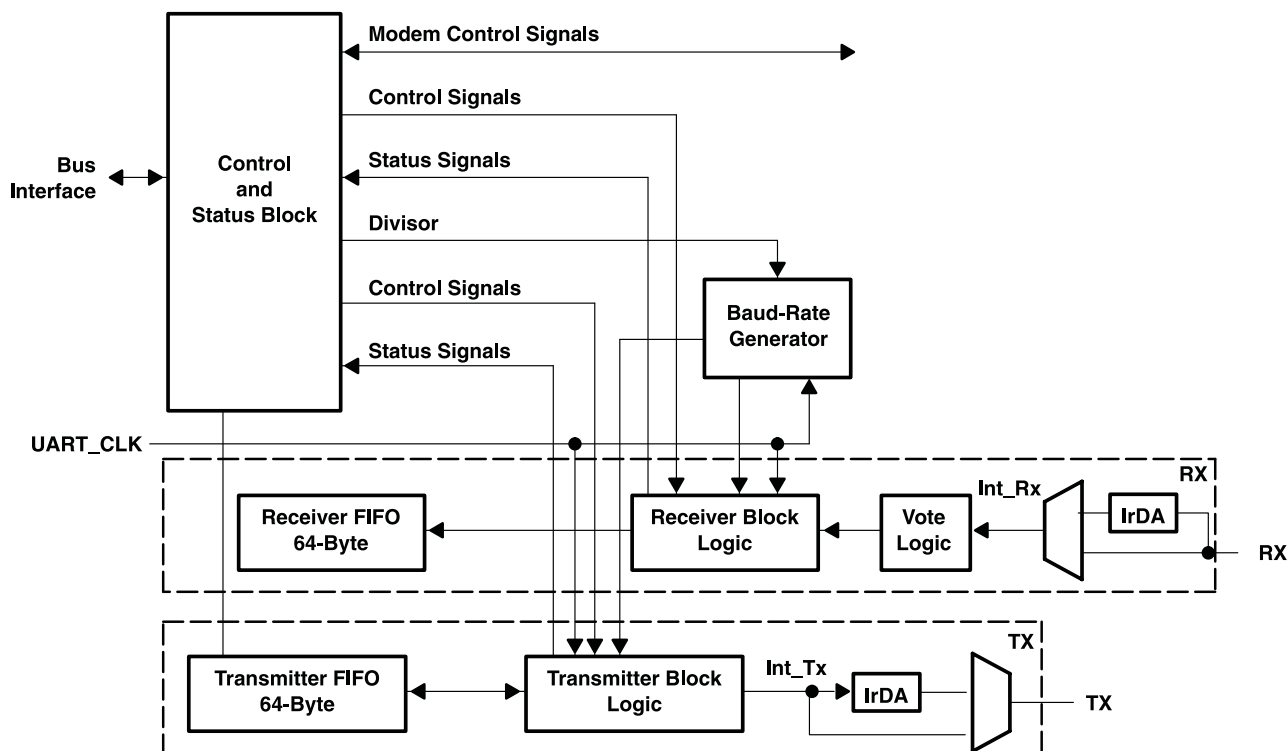 Modem Control Signals
Control Signals
Bus
Interface
Control
and
Status Block
Status Signals
Divisor
Control Signals
Baud-Rate
Generator
Status Signals
UART_CLK
RX
Receiver FIFO
64-Byte
Receiver Block
Logic
Vote
Logic
Int_Rx
IrDA
RX
TX
Transmitter FIFO
64-Byte
Transmitter Block
Logic
Int_Tx
IrDA
TX